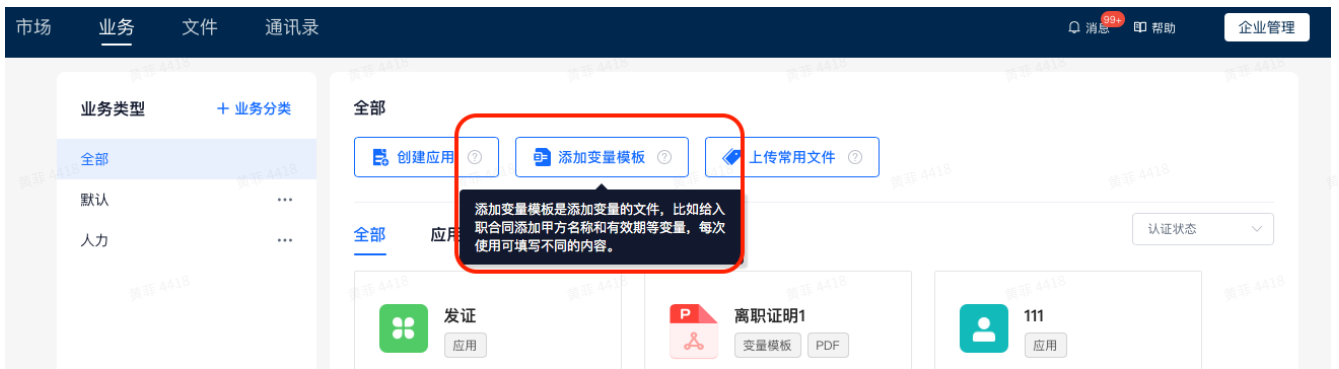 市场 业务 文件 通讯录 消息 99+ 帮助 企业管理
业务类型 + 业务分类
全部
默认 ...
人力 ...
全部
创建应用 ? 添加变量模板 ? 上传常用文件 ?
添加变量模板是添加变量的文件，比如给入
职合同添加甲方名称和有效期等变量，每次
使用可填写不同的内容。
全部 应用 认证状态
发证
应用
离职证明1
变量模板 PDF
111
应用
黄菲 4418